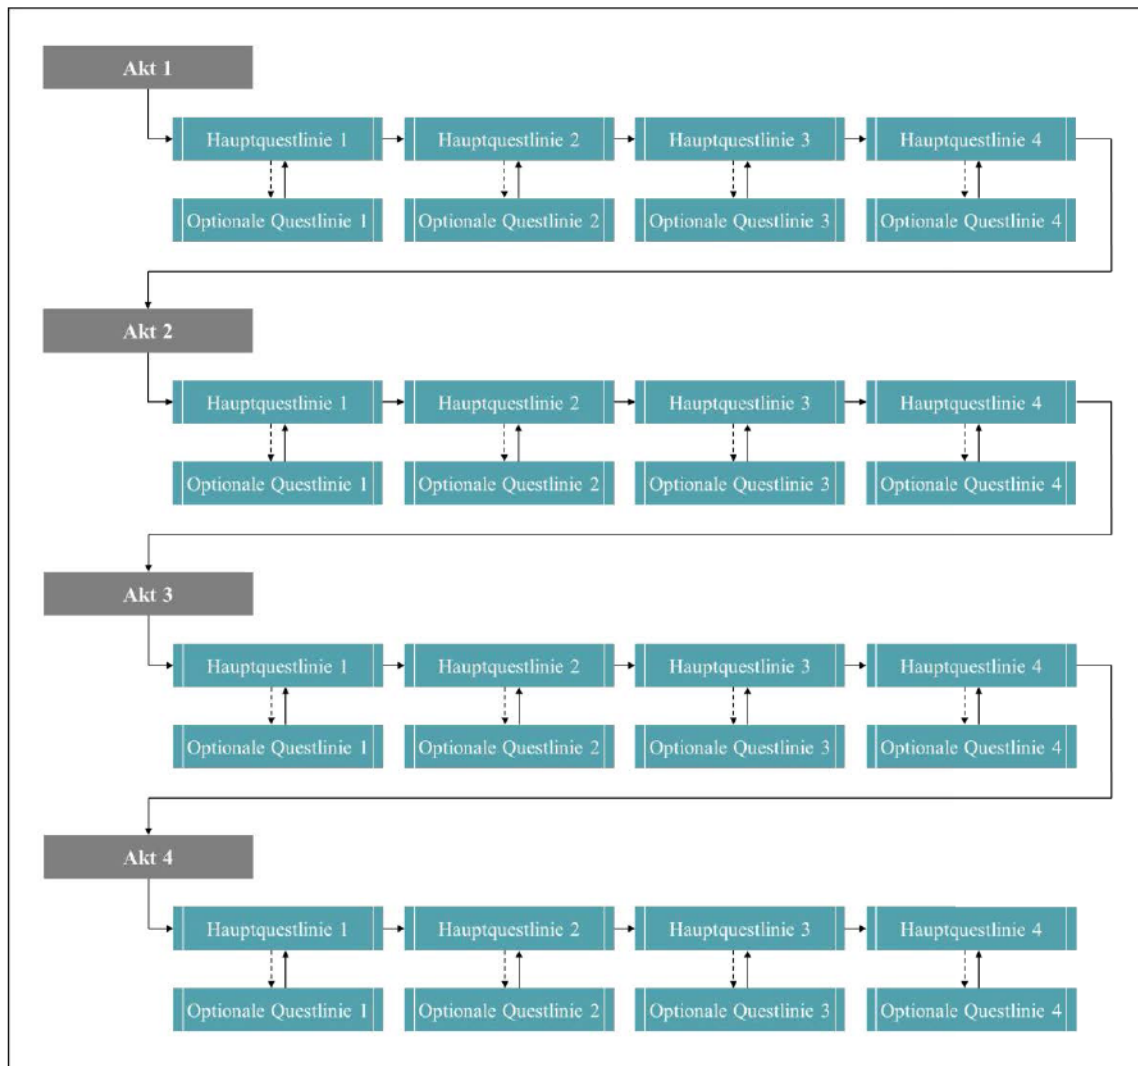 Akt 1
Hauptquestlinie 1
Hauptquestlinie 2
Hauptquestlinie 3
Hauptquestlinie 4
Optionale Questlinie 1
Optionale Questlinie 2
Optionale Questlinie 3
Optionale Questlinie 4
Akt 2
Hauptquestlinie 1
Hauptquestlinie 2
Hauptquestlinie 3
Hauptquestlinie 4
Optionale Questlinie 1
Optionale Questlinie 2
Optionale Questlinie 3
Optionale Questlinie 4
Akt 3
Hauptquestlinie 1
Hauptquestlinie 2
Hauptquestlinie 3
Hauptquestlinie 4
Optionale Questlinie 1
Optionale Questlinie 2
Optionale Questlinie 3
Optionale Questlinie 4
Akt 4
Hauptquestlinie 1
Hauptquestlinie 2
Hauptquestlinie 3
Hauptquestlinie 4
Optionale Questlinie 1
Optionale Questlinie 2
Optionale Questlinie 3
Optionale Questlinie 4